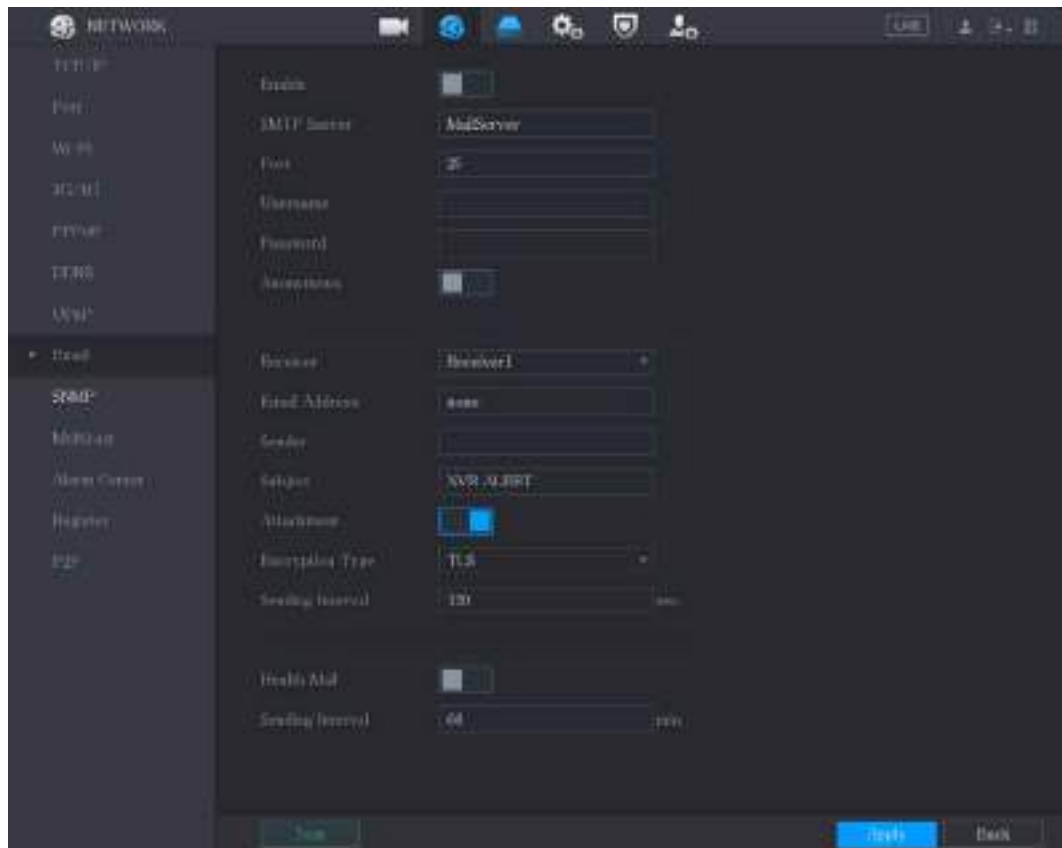 NETWORK
LIVE
TCP/IP
Port
Wi-Fi
3G/4G
PPPoE
DDNS
UPnP
Email
SNMP
Multicast
Alarm Center
Register
P2P
Enable
SMTP Server MailServer
Port 25
Username
Password
Anonymous
Receiver Receiver1
Email Address none
Sender
Subject NVR ALERT
Attachment
Encryption Type TLS
Sending Interval 120 sec.
Health Mail
Sending Interval 60 min
Test Apply Back